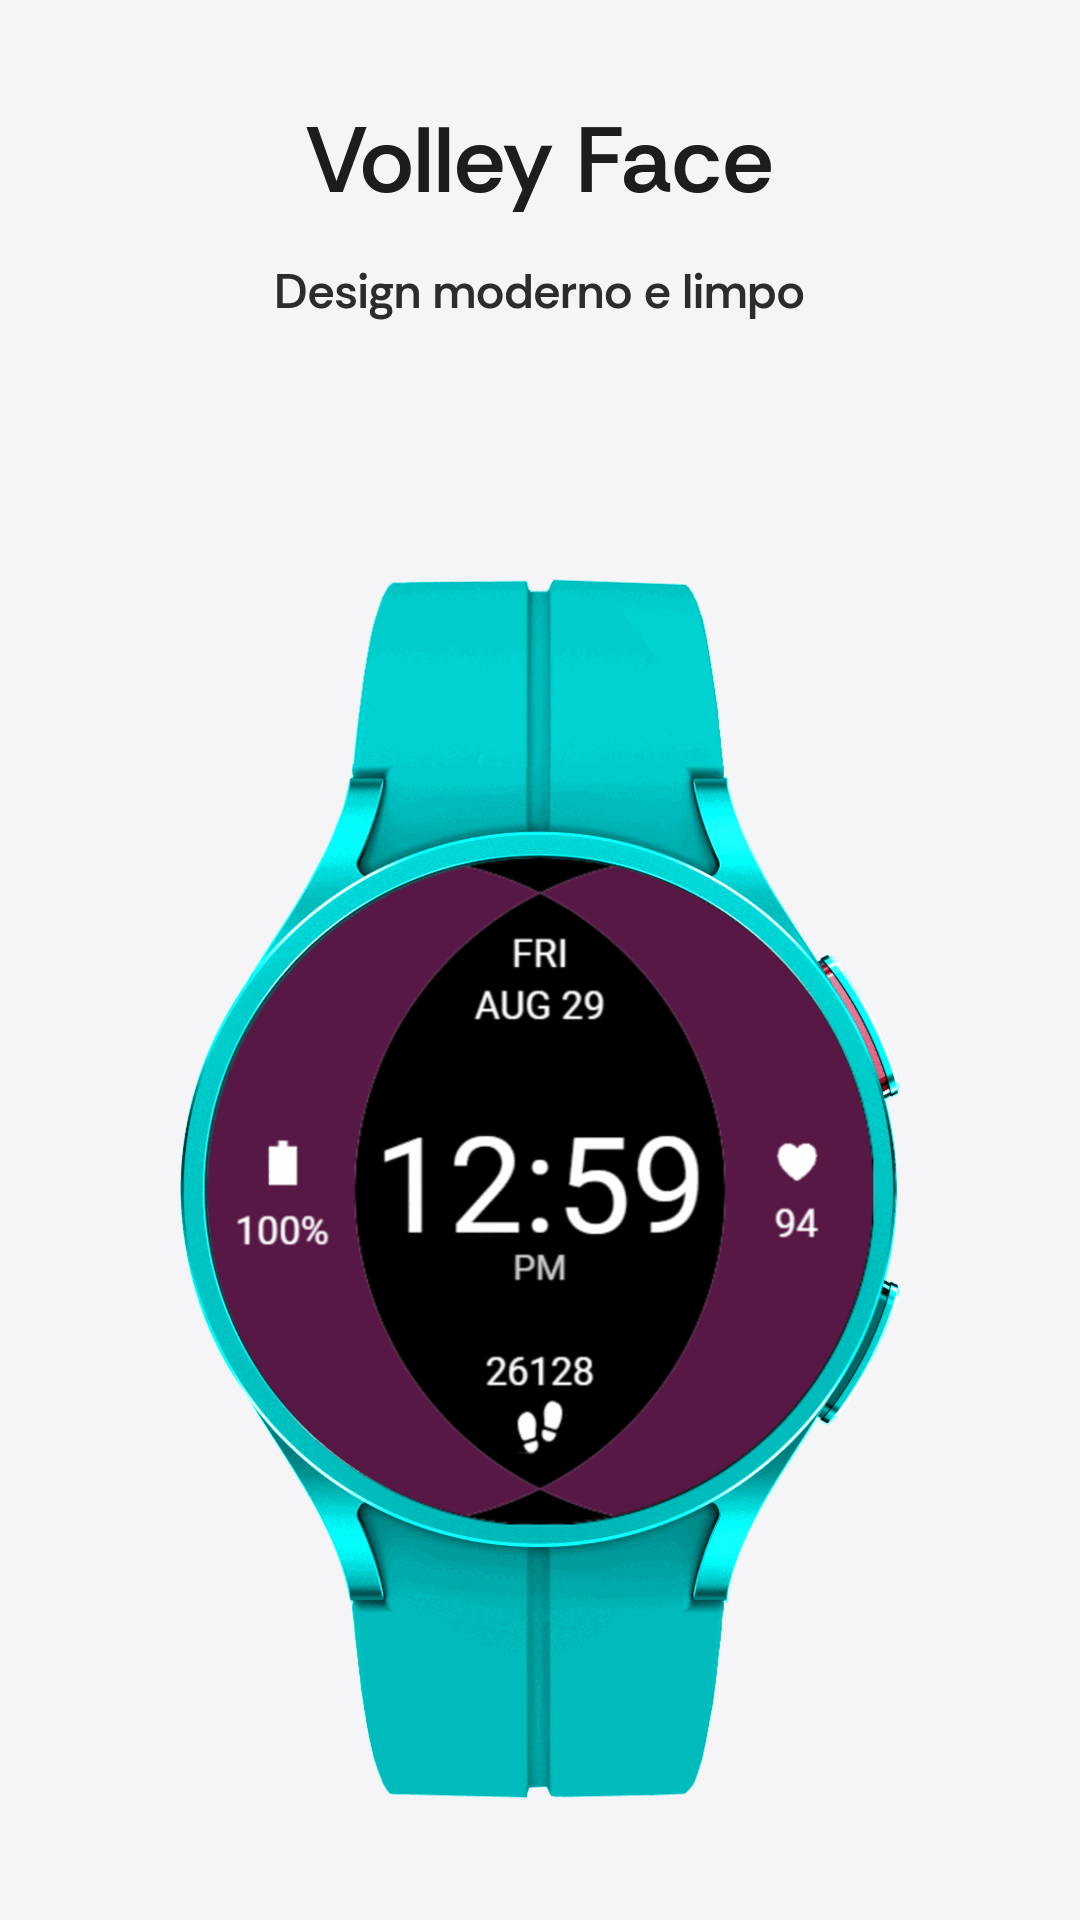 Volley Face
Design moderno e limpo
FRI
AUG 29
12:59
PM
100%
94
26128